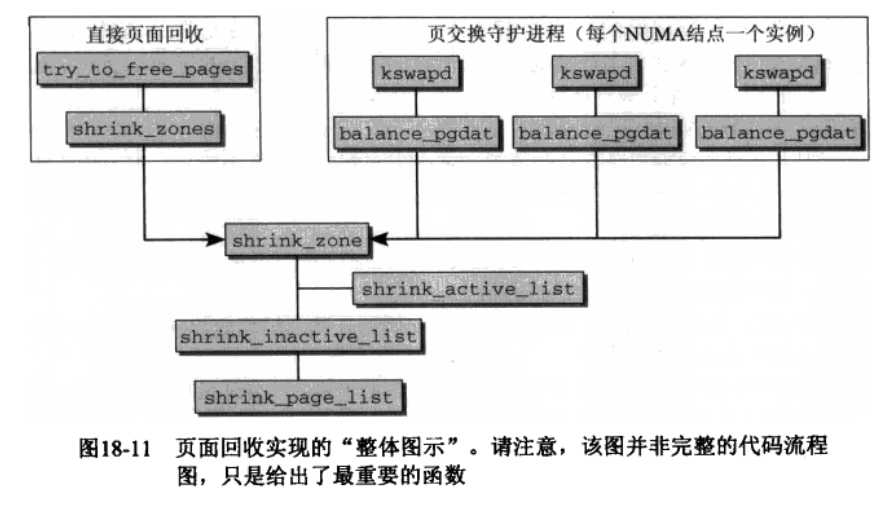 直接页面回收
try_to_free_pages
shrink_zones
页交换守护进程（每个NUMA结点一个实例）
kswapd
kswapd
kswapd
balance_pgdat
balance_pgdat
balance_pgdat
shrink_zone
shrink_active_list
shrink_inactive_list
shrink_page_list
图18-11 页面回收实现的“整体图示”。请注意，该图并非完整的代码流程
图，只是给出了最重要的函数